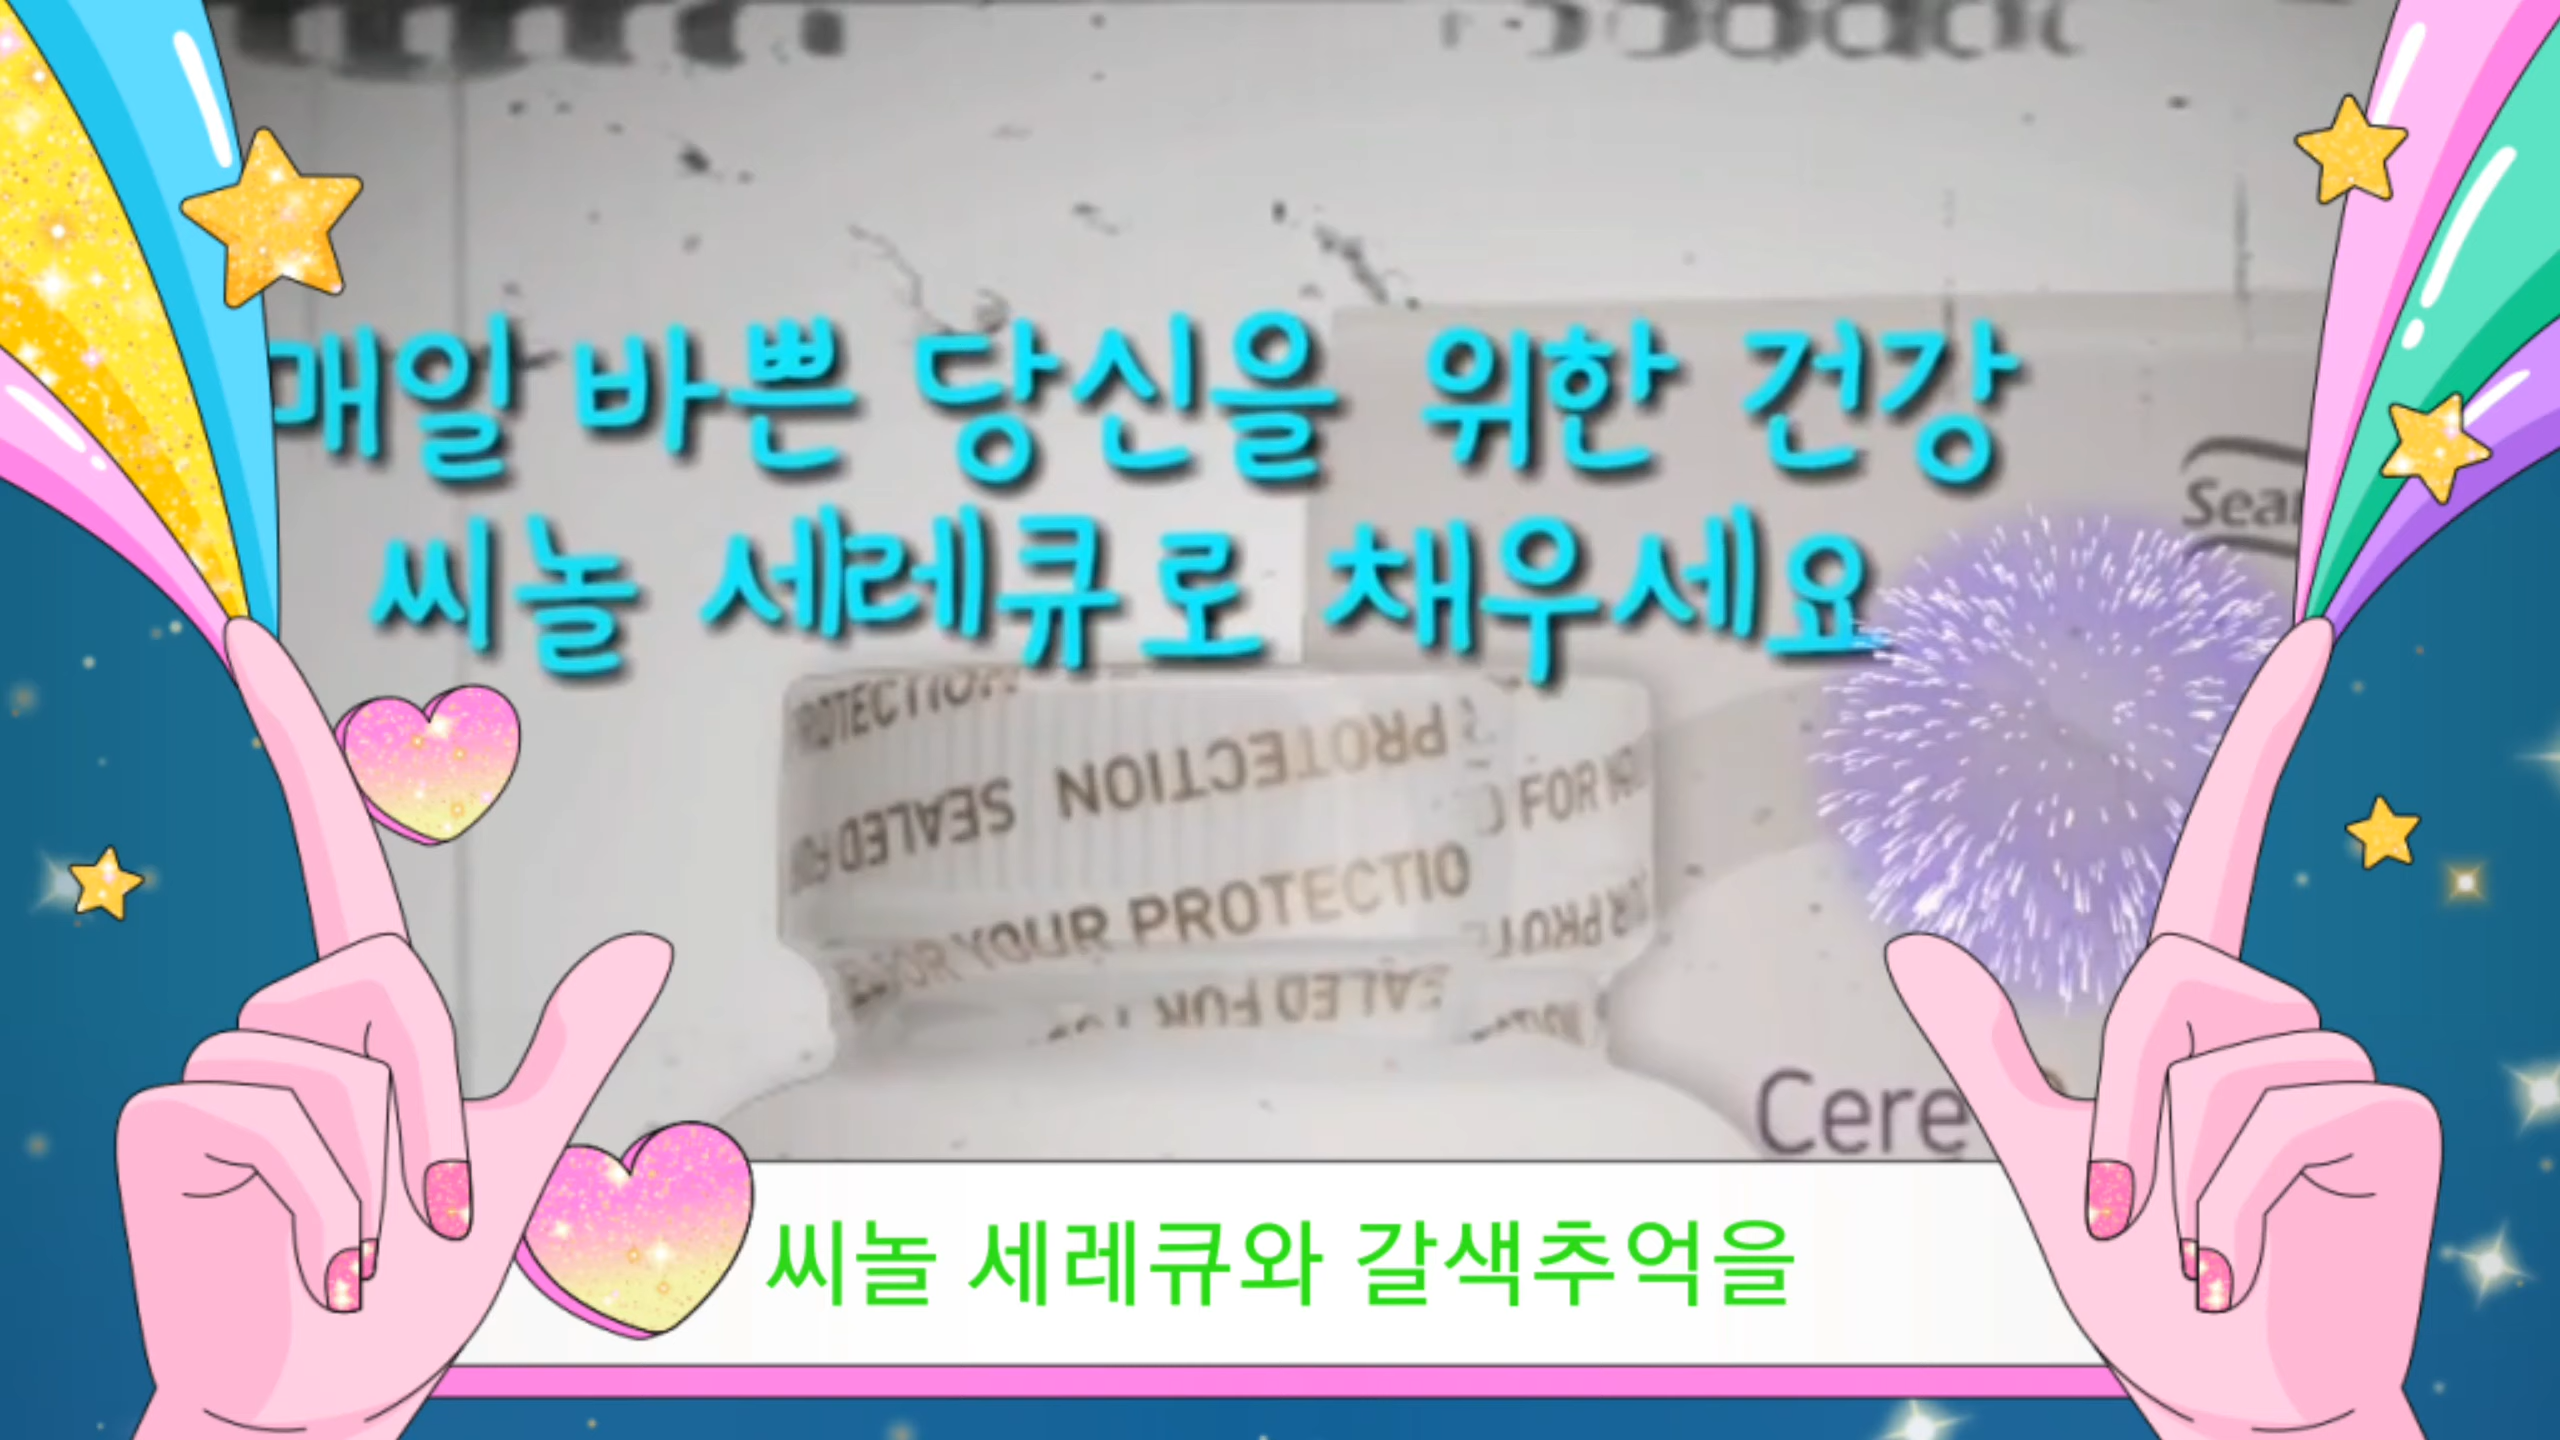 매일 바쁜 당신을 위한 건강
씨놀 세레큐로 채우세요
Sea
PROTECTION
SEALED PROTECTION
FOR
FOR YOUR PROTECTIO
SEALED FOR
Cere
씨놀 세레큐와 갈색추억을